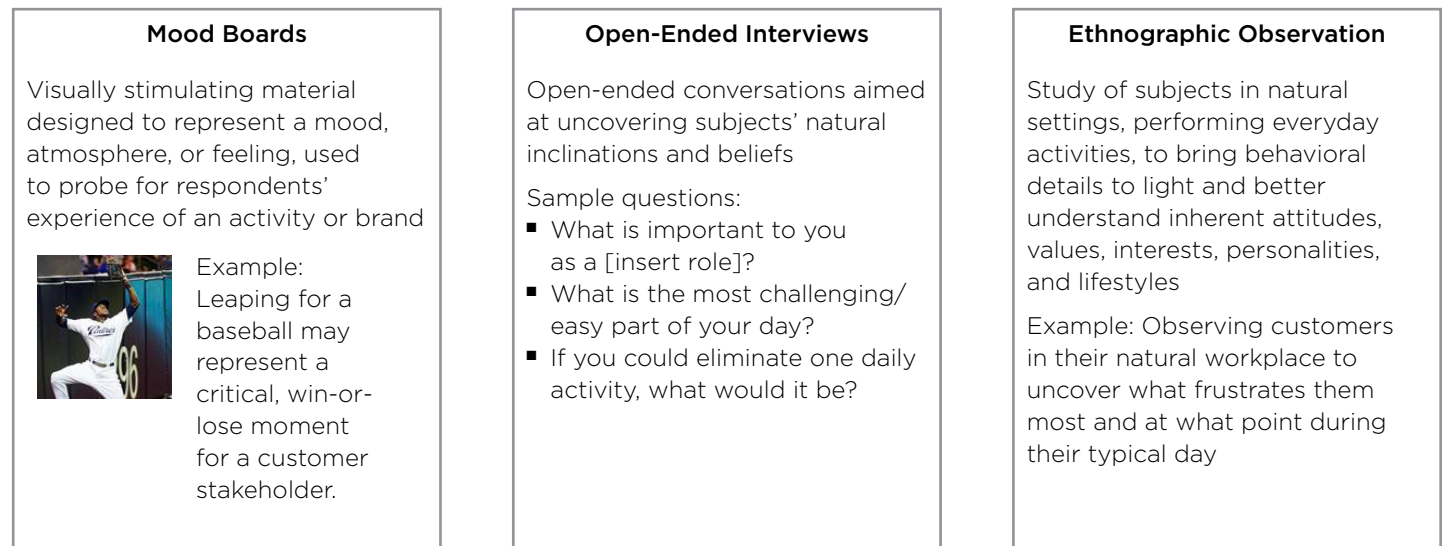 Mood Boards
Visually stimulating material
designed to represent a mood,
atmosphere, or feeling, used
to probe for respondents’
experience of an activity or brand
Padres
96
Example:
Leaping for a
baseball may
represent a
critical, win-or-
lose moment
for a customer
stakeholder.
Open-Ended Interviews
Open-ended conversations aimed
at uncovering subjects’ natural
inclinations and beliefs
Sample questions:
■ What is important to you
as a [insert role]?
■ What is the most challenging/
easy part of your day?
■ If you could eliminate one daily
activity, what would it be?
Ethnographic Observation
Study of subjects in natural
settings, performing everyday
activities, to bring behavioral
details to light and better
understand inherent attitudes,
values, interests, personalities,
and lifestyles
Example: Observing customers
in their natural workplace to
uncover what frustrates them
most and at what point during
their typical day